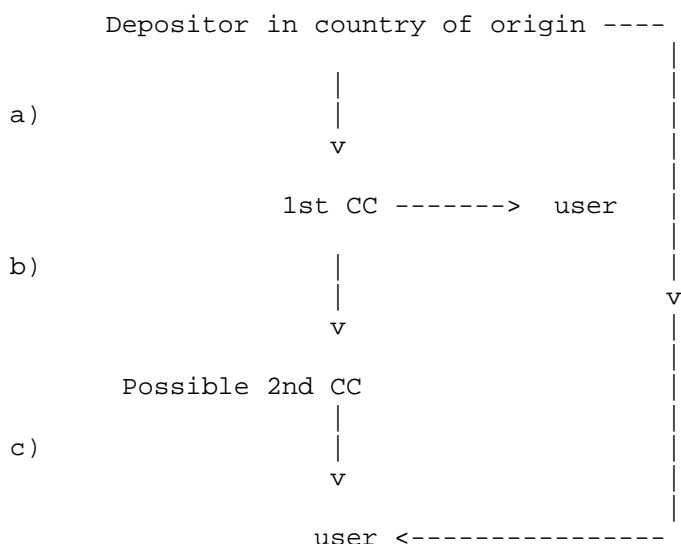 Depositor in country of origin ----
a)
v
1st CC -------> user
b)
v
v
Possible 2nd CC
c)
v
user <----------------